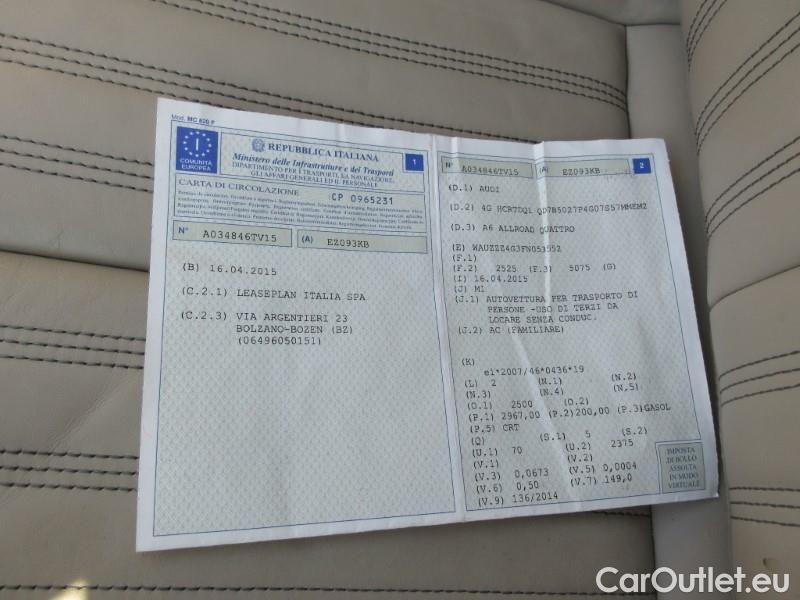 Mod. MC 820 F
I
COMUNITÀ
EUROPEA
REPUBBLICA ITALIANA
1
Ministero delle Infrastrutture e dei Trasporti
DIPARTIMENTO PER I TRASPORTI, LA NAVIGAZIONE,
GLI AFFARI GENERALI ED IL PERSONALE
CARTA DI CIRCOLAZIONE
CP 0965231
N° A034846TV15 (A) EZ093KB
(B) 16.04.2015
(C.2.1) LEASEPLAN ITALIA SPA
(C.2.3) VIA ARGENTIERI 23
BOLZANO-BOZEN (BZ)
(06496050151)
N° A034846TV15 (A) EZ093KB 2
(D.1) AUDI
(D.2) 4G
(D.3) A6 ALLROAD QUATTRO
(E)
(F.1)
(F.2) 2525 (F.3) 5075 (G)
(I) 16.04.2015
(J) M1
(J.1) AUTOVETTURA PER TRASPORTO DI
PERSONE -USO DI TERZI DA
LOCARE SENZA CONDUC.
(J.2) AC (FAMILIARE)
(K)
e1*2007/46*0436*19
(L) 2 (N.1) (N.2)
(N.3) (N.4) (N.5)
(O.1) 2500 (O.2)
(P.1) 2967,00 (P.2)200,00 (P.3)GASOL
(P.5) CRT
(Q) (S.1) 5 (S.2)
(U.1) 70 (U.2) 2375
(V.1) (V.2)
(V.3) 0,0673 (V.5) 0,0004
(V.6) 0,50 (V.7) 149,0
(V.9) 136/2014
IMPOSTA
DI BOLLO
ASSOLTA
IN MODO
VIRTUALE
CarOutlet.eu